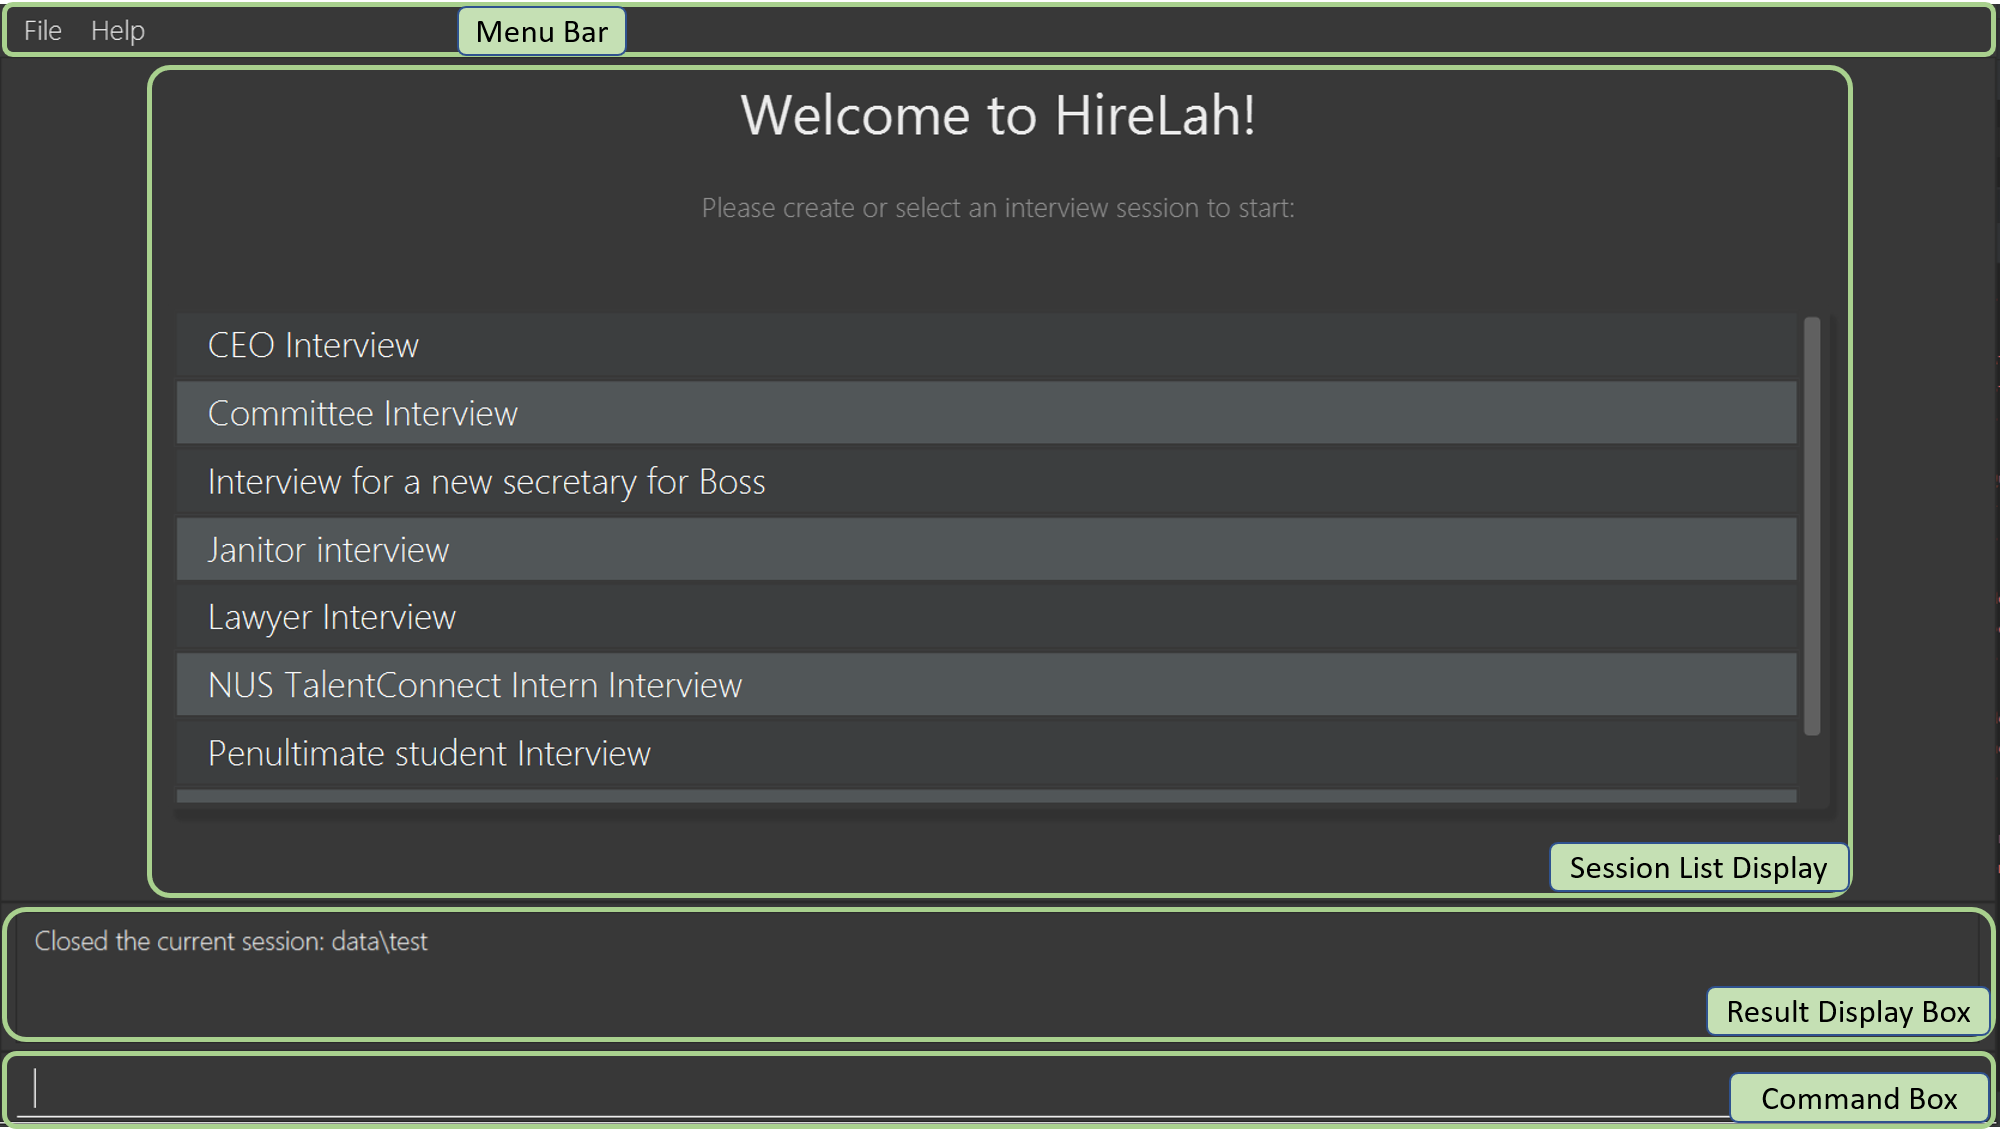 File Help Menu Bar
Welcome to HireLah!
Please create or select an interview session to start:
CEO Interview
Committee Interview
Interview for a new secretary for Boss
Janitor interview
Lawyer Interview
NUS TalentConnect Intern Interview
Penultimate student Interview
Session List Display
Closed the current session: data\test
Result Display Box
Command Box